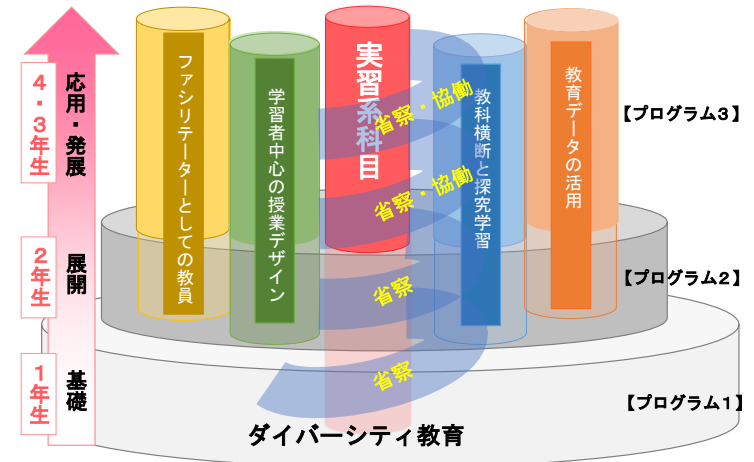 ４・３年生
応用・発展
２年生
展開
１年生
基礎
ファシリテーターとしての教員
学習者中心の授業デザイン
実習系科目
教科横断と探究学習
教育データの活用
省察・協働
省察・協働
省察
省察
【プログラム３】
【プログラム２】
【プログラム１】
ダイバーシティ教育